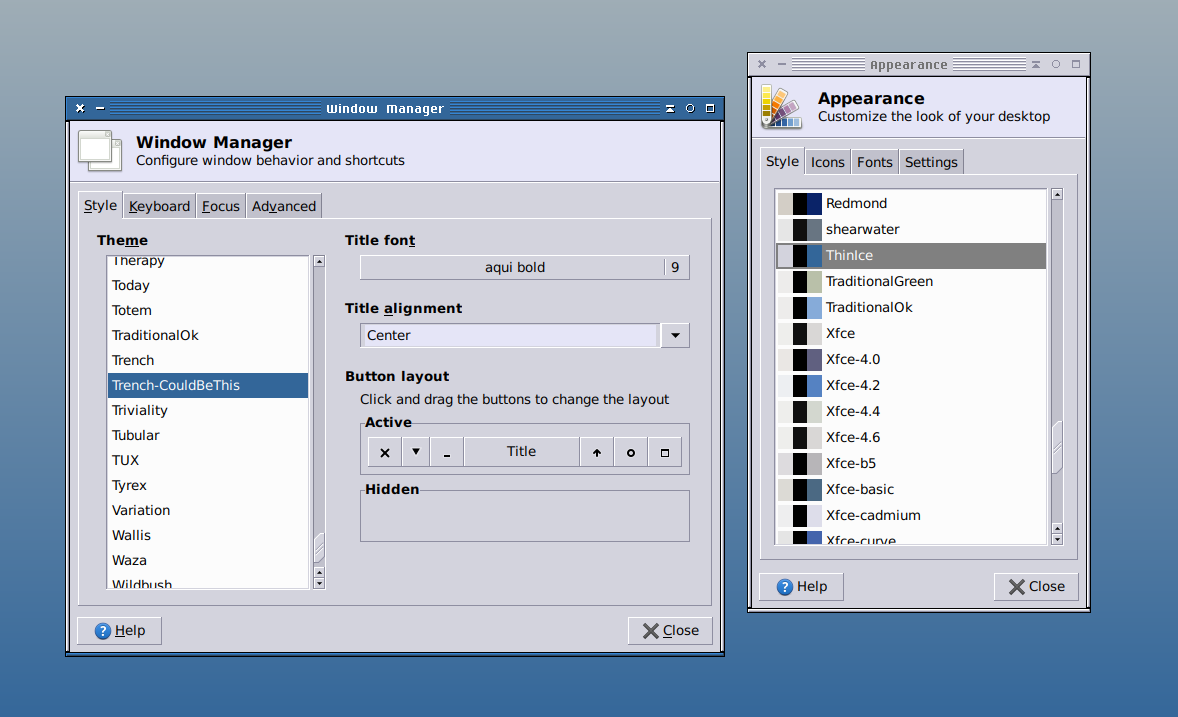 Window Manager
Window Manager
Configure window behavior and shortcuts
Style Keyboard Focus Advanced
Theme
Therapy
Today
Totem
TraditionalOk
Trench
Trench-CouldBeThis
Triviality
Tubular
TUX
Tyrex
Variation
Wallis
Waza
Wildbush
Title font
aqui bold 9
Title alignment
Center
Button layout
Click and drag the buttons to change the layout
Active
Title
Hidden
Help Close
Appearance
Appearance
Customize the look of your desktop
Style Icons Fonts Settings
Redmond
shearwater
ThinIce
TraditionalGreen
TraditionalOk
Xfce
Xfce-4.0
Xfce-4.2
Xfce-4.4
Xfce-4.6
Xfce-b5
Xfce-basic
Xfce-cadmium
Xfce-curve
Help Close